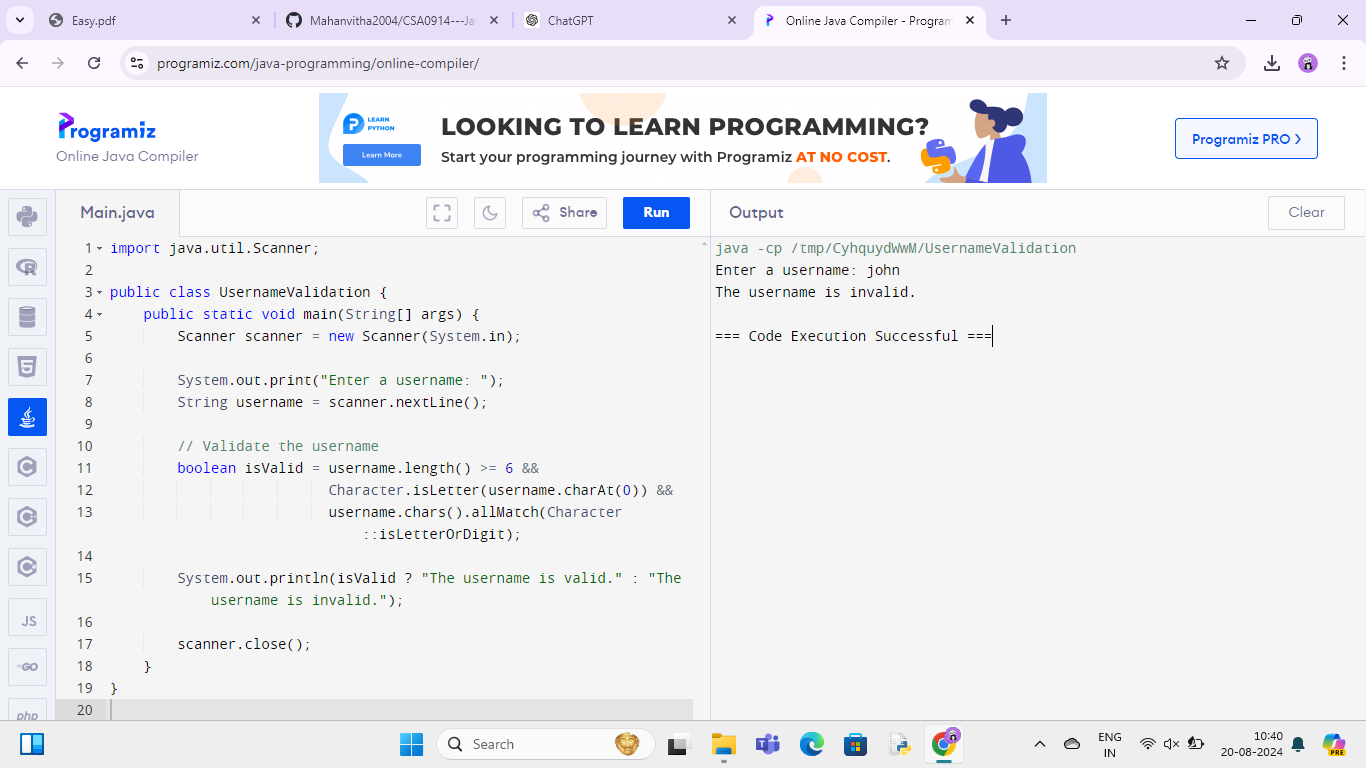 Easy.pdf
Mahanvitha2004/CSA0914---Ja
ChatGPT
Online Java Compiler - Program
programiz.com/java-programming/online-compiler/
Programiz
Online Java Compiler
LEARN
PYTHON
Learn More
LOOKING TO LEARN PROGRAMMING?
Start your programming journey with Programiz AT NO COST.
Programiz PRO >
Main.java
Share
Run
Output
Clear
1 import java.util.Scanner;
2
3 public class UsernameValidation {
4 public static void main(String[] args) {
5 Scanner scanner = new Scanner(System.in);
6
7 System.out.print("Enter a username: ");
8 String username = scanner.nextLine();
9
10 // Validate the username
11 boolean isValid = username.length() >= 6 &&
12 Character.isLetter(username.charAt(0)) &&
13 username.chars().allMatch(Character
::isLetterOrDigit);
14
15 System.out.println(isValid ? "The username is valid." : "The
username is invalid.");
16
17 scanner.close();
18 }
19 }
20
java -cp /tmp/CyhquydWwM/UsernameValidation
Enter a username: john
The username is invalid.
=== Code Execution Successful ===
JS
GO
php
Search
ENG
IN
10:40
20-08-2024
PRE